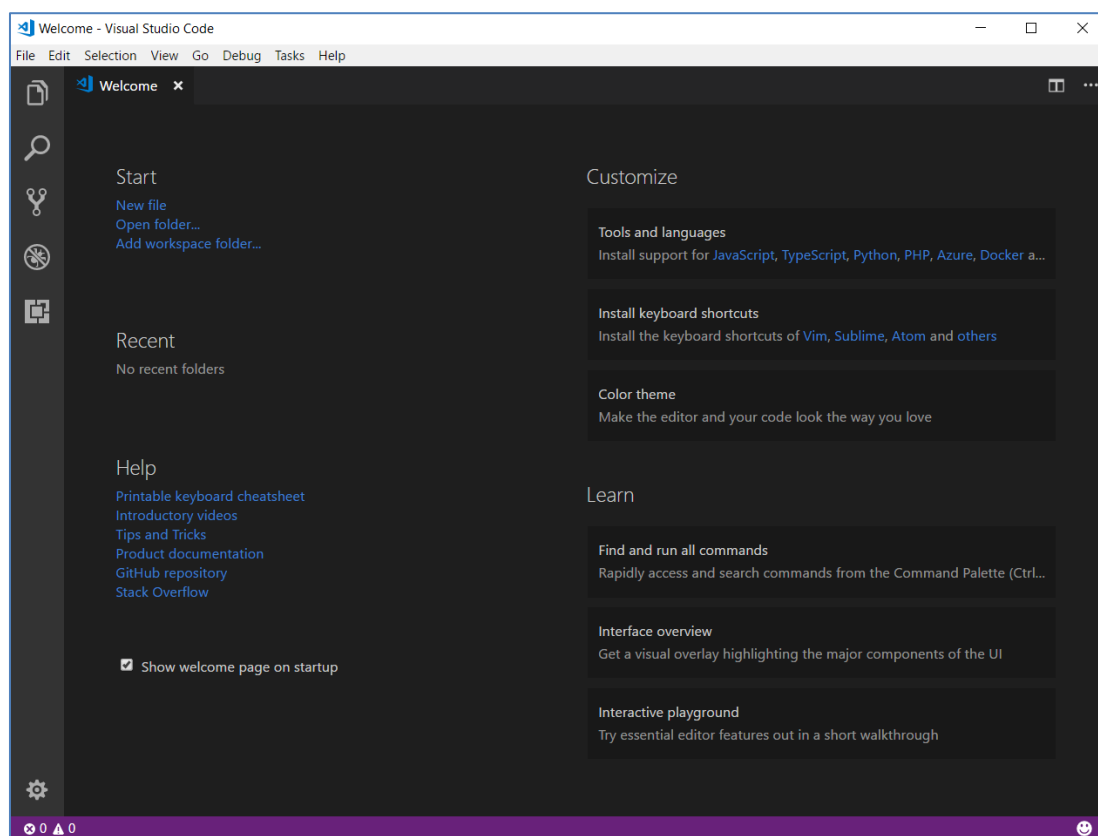 Welcome - Visual Studio Code
File Edit Selection View Go Debug Tasks Help
Welcome
Start
New file
Open folder...
Add workspace folder...
Recent
No recent folders
Help
Printable keyboard cheatsheet
Introductory videos
Tips and Tricks
Product documentation
GitHub repository
Stack Overflow
Show welcome page on startup
Customize
Tools and languages
Install support for JavaScript, TypeScript, Python, PHP, Azure, Docker a...
Install keyboard shortcuts
Install the keyboard shortcuts of Vim, Sublime, Atom and others
Color theme
Make the editor and your code look the way you love
Learn
Find and run all commands
Rapidly access and search commands from the Command Palette (Ctrl...
Interface overview
Get a visual overlay highlighting the major components of the UI
Interactive playground
Try essential editor features out in a short walkthrough
0 0